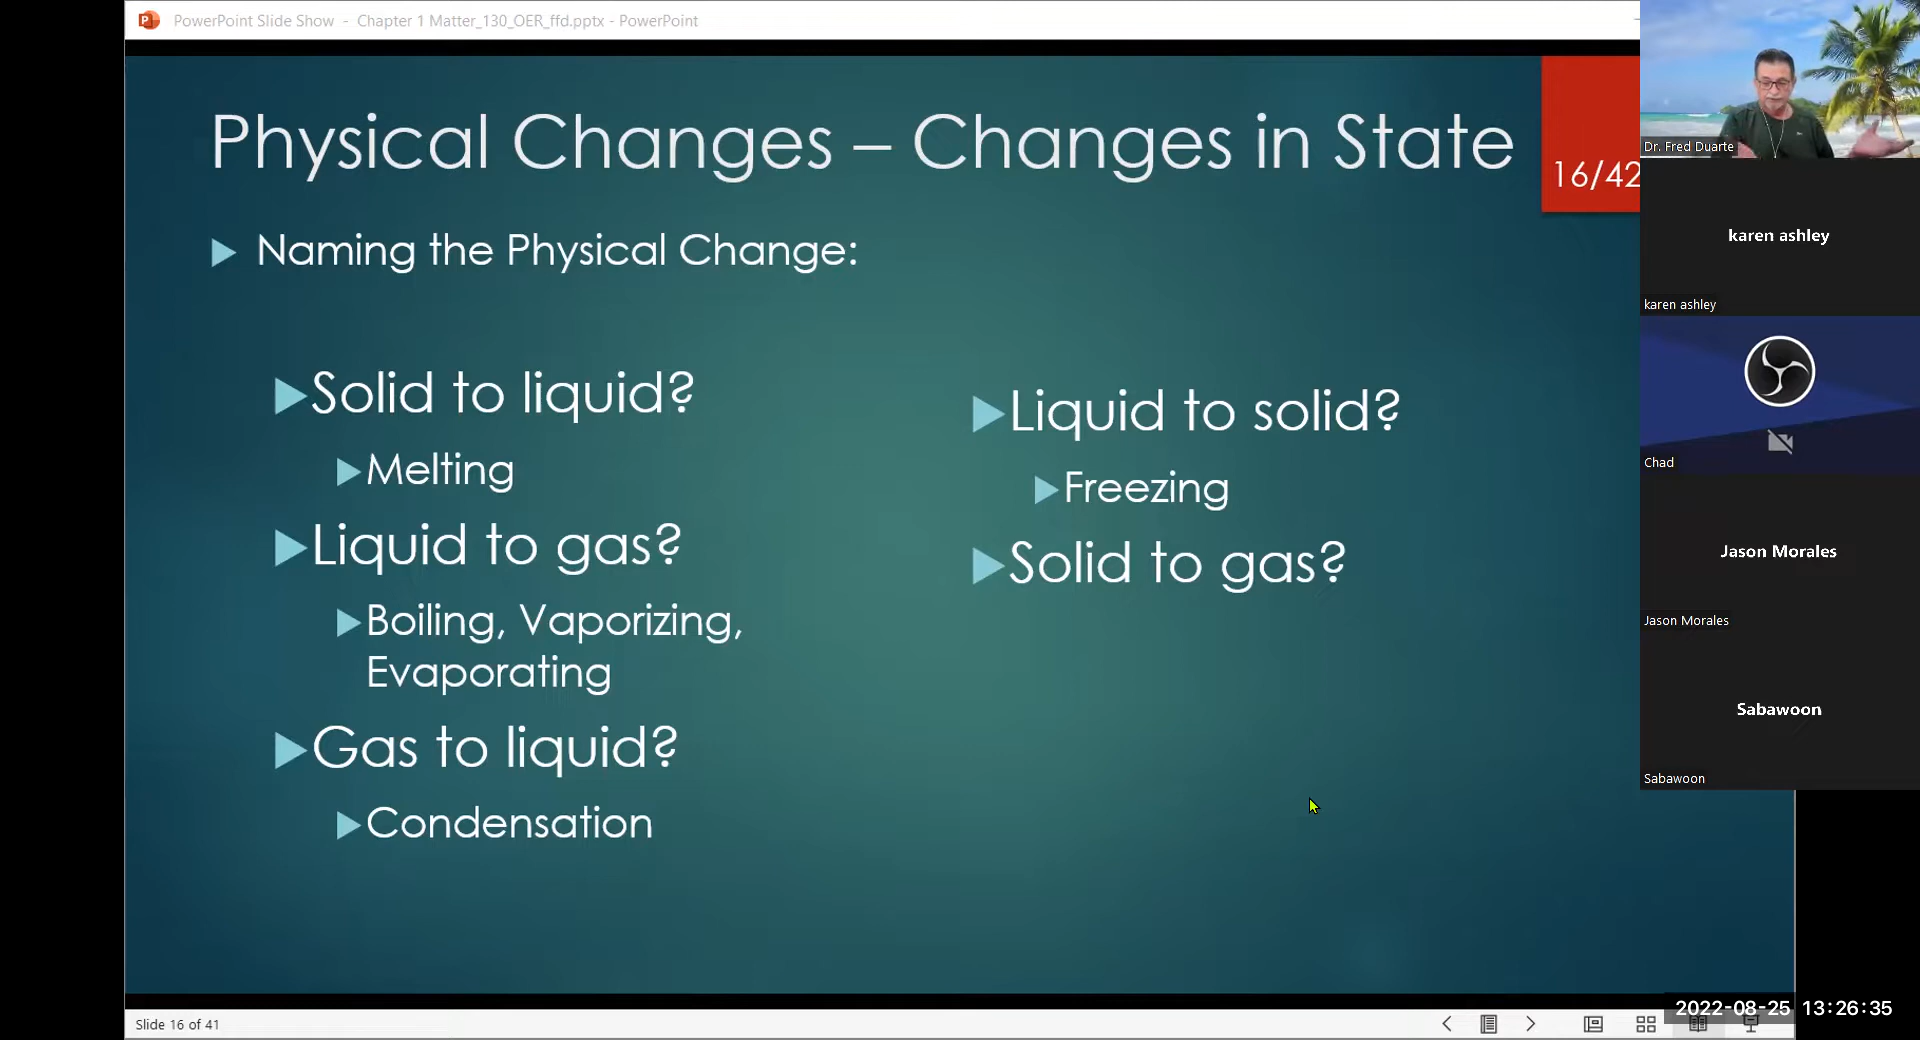 PowerPoint Slide Show - Chapter 1 Matter_130_OER_ffd.pptx - PowerPoint
Physical Changes – Changes in State
16/42
Naming the Physical Change:
Solid to liquid?
Melting
Liquid to gas?
Boiling, Vaporizing,
Evaporating
Gas to liquid?
Condensation
Liquid to solid?
Freezing
Solid to gas?
Dr. Fred Duarte
karen ashley
karen ashley
Chad
Jason Morales
Jason Morales
Sabawoon
Sabawoon
Slide 16 of 41
2022-08-25 13:26:35